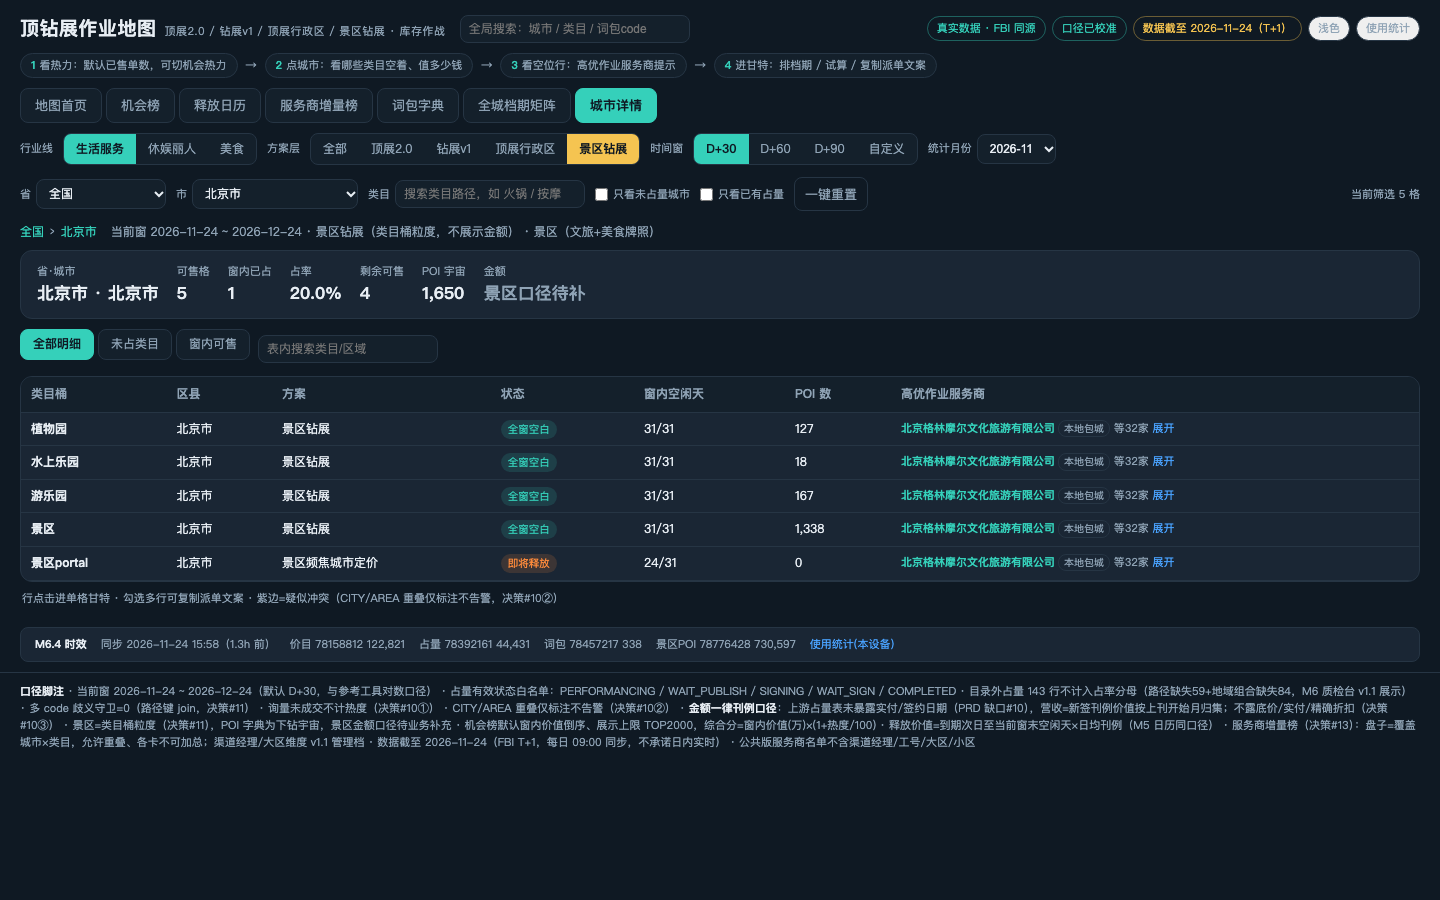 顶钻展作业地图 顶展2.0 / 钻展v1 / 顶展行政区 / 景区钻展 · 库存作战 全局搜索：城市 / 类目 / 词包code 真实数据 · FBI 同源 口径已校准 数据截至 2026-11-24（T+1） 浅色 使用统计
1 看热力：默认已售单数，可切机会热力 → 2 点城市：看哪些类目空着、值多少钱 → 3 看空位行：高优作业服务商提示 → 4 进甘特：排档期 / 试算 / 复制派单文案
地图首页 机会榜 释放日历 服务商增量榜 词包字典 全城档期矩阵 城市详情
行业线 生活服务 休娱丽人 美食 方案层 全部 顶展2.0 钻展v1 顶展行政区 景区钻展 时间窗 D+30 D+60 D+90 自定义 统计月份 2026-11
省 全国 市 北京市 类目 搜索类目路径，如 火锅 / 按摩 只看未占量城市 只看已有占量 一键重置 当前筛选 5 格
全国 › 北京市 当前窗 2026-11-24 ~ 2026-12-24 · 景区钻展（类目桶粒度，不展示金额） · 景区（文旅+美食牌照）
省·城市 可售格 窗内已占 占率 剩余可售 POI 宇宙 金额
北京市 · 北京市 5 1 20.0% 4 1,650 景区口径待补
全部明细 未占类目 窗内可售 表内搜索类目/区域
类目桶 区县 方案 状态 窗内空闲天 POI 数 高优作业服务商
植物园 北京市 景区钻展 全窗空白 31/31 127 北京格林摩尔文化旅游有限公司 本地包城 等32家 展开
水上乐园 北京市 景区钻展 全窗空白 31/31 18 北京格林摩尔文化旅游有限公司 本地包城 等32家 展开
游乐园 北京市 景区钻展 全窗空白 31/31 167 北京格林摩尔文化旅游有限公司 本地包城 等32家 展开
景区 北京市 景区钻展 全窗空白 31/31 1,338 北京格林摩尔文化旅游有限公司 本地包城 等32家 展开
景区portal 北京市 景区频焦城市定价 即将释放 24/31 0 北京格林摩尔文化旅游有限公司 本地包城 等32家 展开
行点击进单格甘特 · 勾选多行可复制派单文案 · 紫边=疑似冲突（CITY/AREA 重叠仅标注不告警，决策#10②）
M6.4 时效 同步 2026-11-24 15:58（1.3h 前） 价目 78158812 122,821 占量 78392161 44,431 词包 78457217 338 景区POI 78776428 730,597 使用统计(本设备)
口径脚注 · 当前窗 2026-11-24 ~ 2026-12-24（默认 D+30，与参考工具对数口径） · 占量有效状态白名单：PERFORMANCING / WAIT_PUBLISH / SIGNING / WAIT_SIGN / COMPLETED · 目录外占量 143 行不计入占率分母（路径缺失59+地域组合缺失84，M6 质检台 v1.1 展示）
· 多 code 歧义守卫=0（路径键 join，决策#11） · 询量未成交不计热度（决策#10①） · CITY/AREA 重叠仅标注不告警（决策#10②） · 金额一律刊例口径：上游占量表未暴露实付/签约日期（PRD 缺口#10），营收=新签刊例价值按上刊开始月归集；不露底价/实付/精确折扣（决策
#10③） · 景区=类目桶粒度（决策#11），POI 字典为下钻宇宙，景区金额口径待业务补充 · 机会榜默认窗内价值倒序、展示上限 TOP2000，综合分=窗内价值(万)×(1+热度/100) · 释放价值=到期次日至当前窗末空闲天×日均刊例（M5 日历同口径） · 服务商增量榜（决策#13）：盘子=覆盖
城市×类目，允许重叠、各卡不可加总；渠道经理/大区维度 v1.1 管理档 · 数据截至 2026-11-24（FBI T+1，每日 09:00 同步，不承诺日内实时） · 公共版服务商名单不含渠道经理/工号/大区/小区